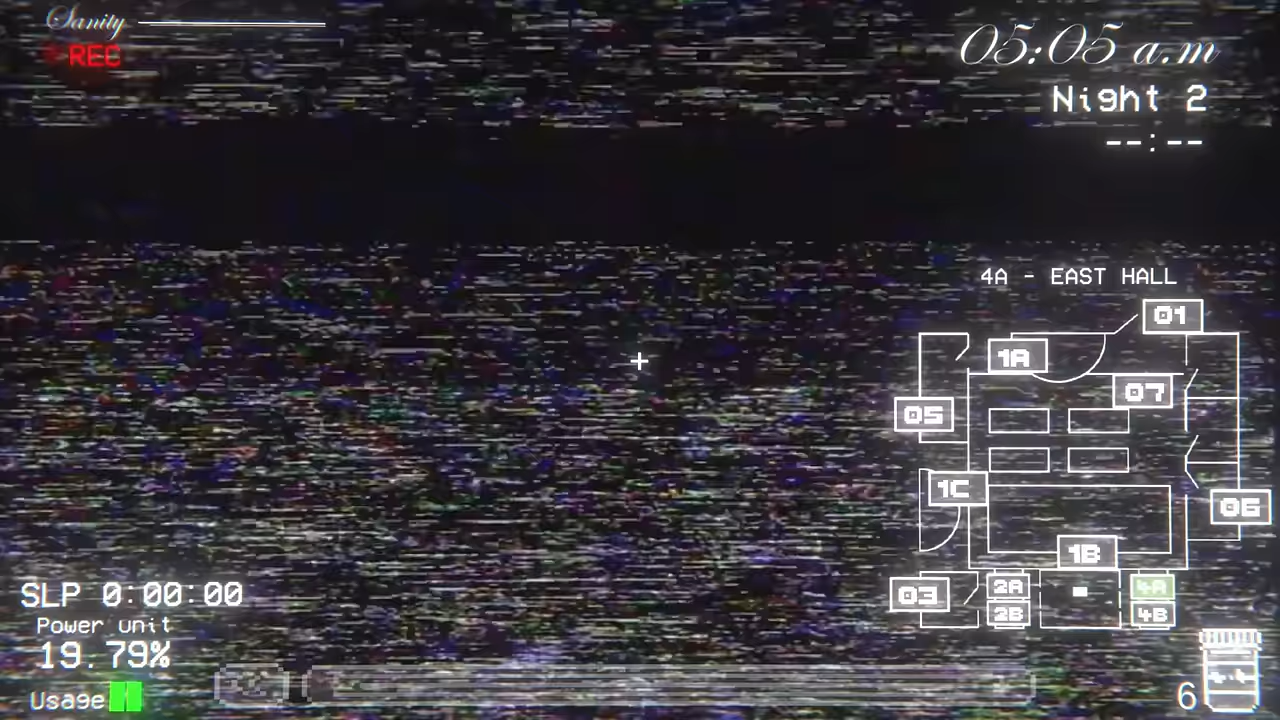 Sanity
REC
05:05 a.m
Night 2
--:--
4A - EAST HALL
01
1A
07
05
1C
06
1B
03
2A
4A
2B
4B
SLP 0:00:00
Power unit
19.79%
Usage
6